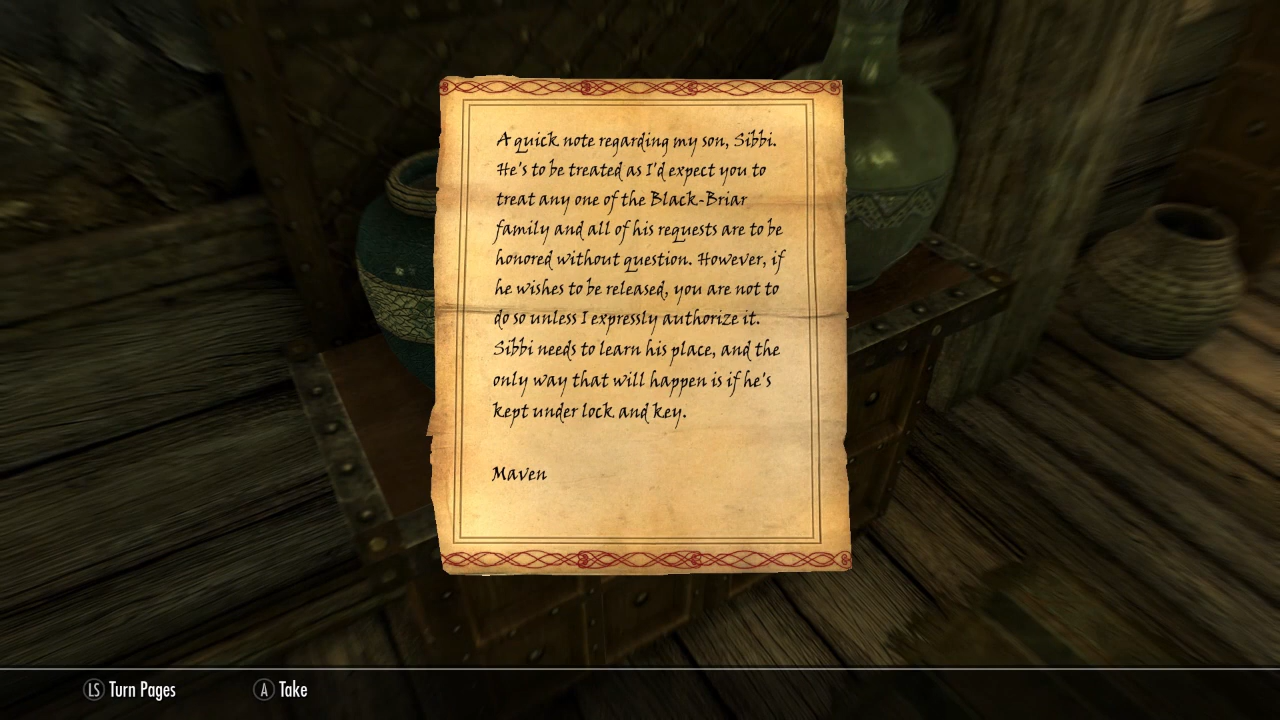 A quick note regarding my son, Sibbi.
He's to be treated as I'd expect you to
treat any one of the Black-Briar
family and all of his requests are to be
honored without question. However, if
he wishes to be released, you are not to
do so unless I expressly authorize it.
Sibbi needs to learn his place, and the
only way that will happen is if he's
kept under lock and key.
Maven
LS Turn Pages
A Take